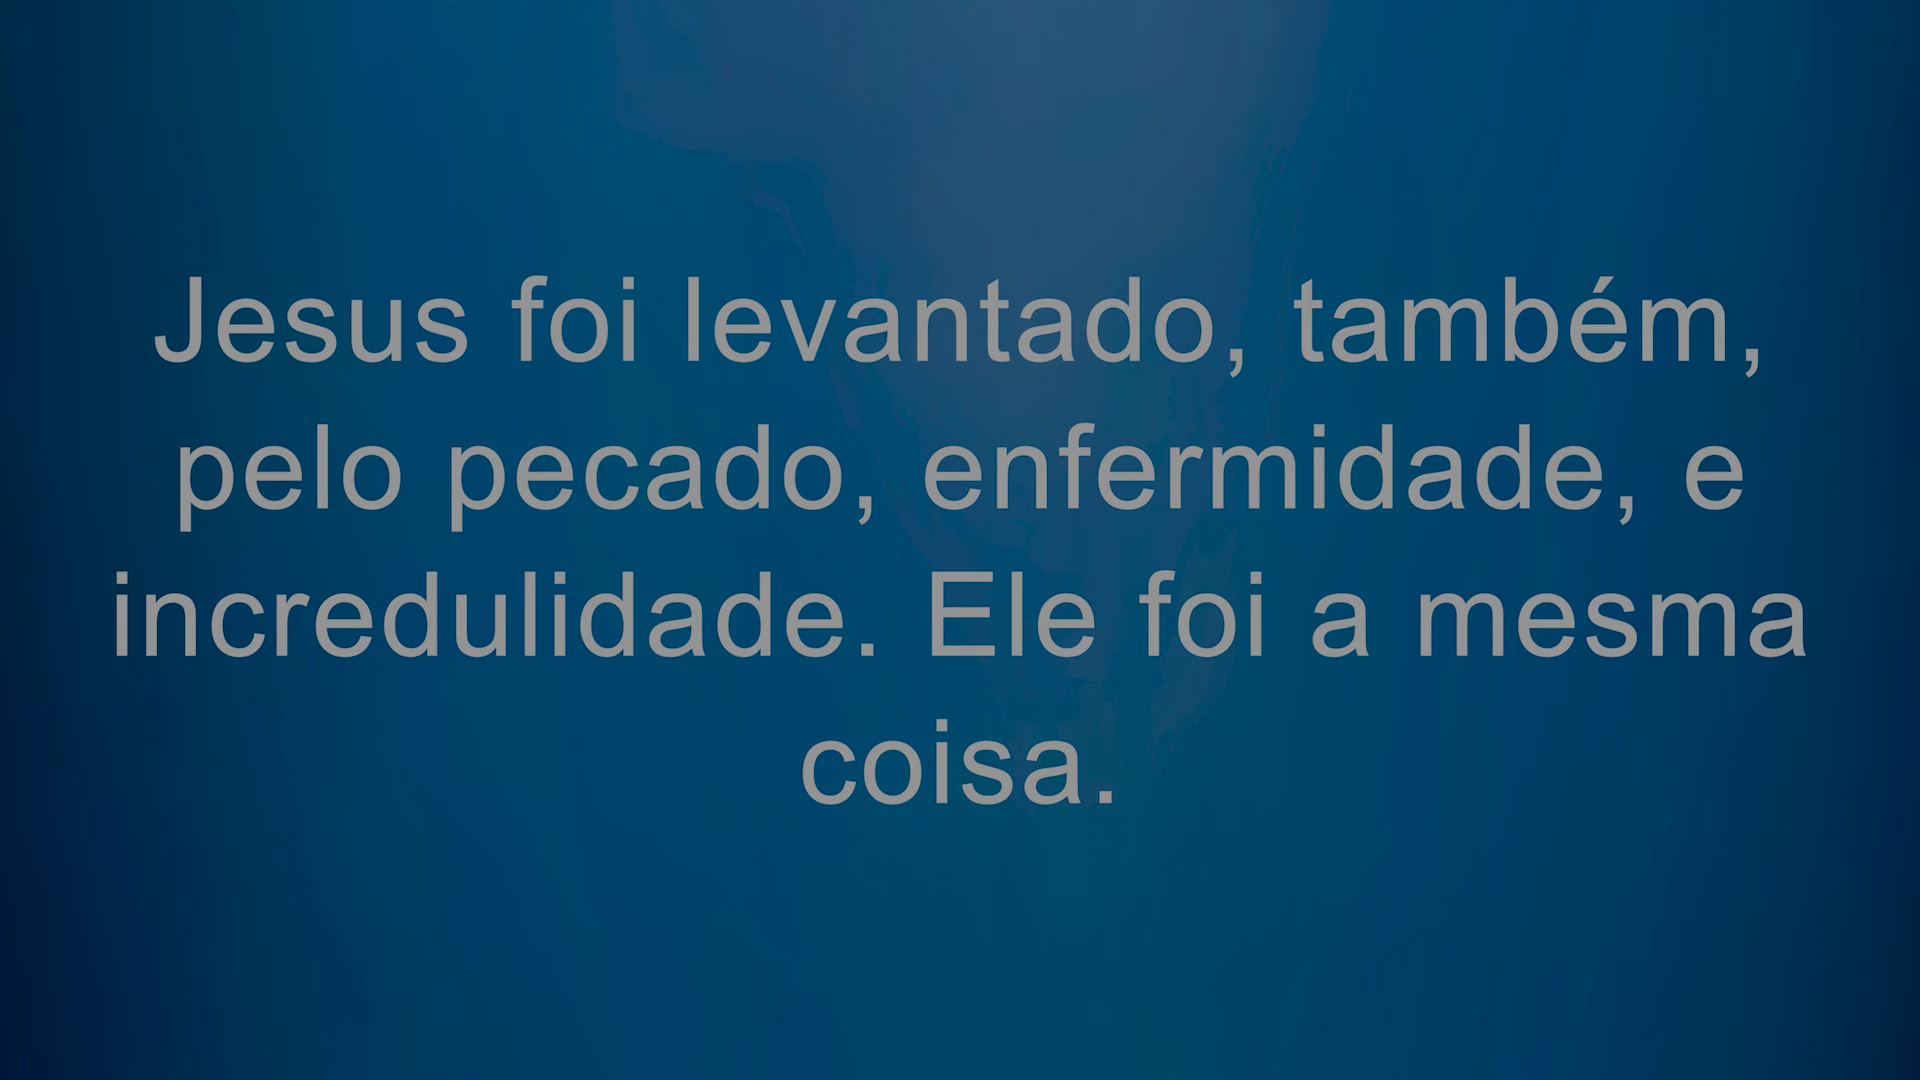 Jesus foi levantado, também,
pelo pecado, enfermidade, e
incredulidade. Ele foi a mesma
coisa.